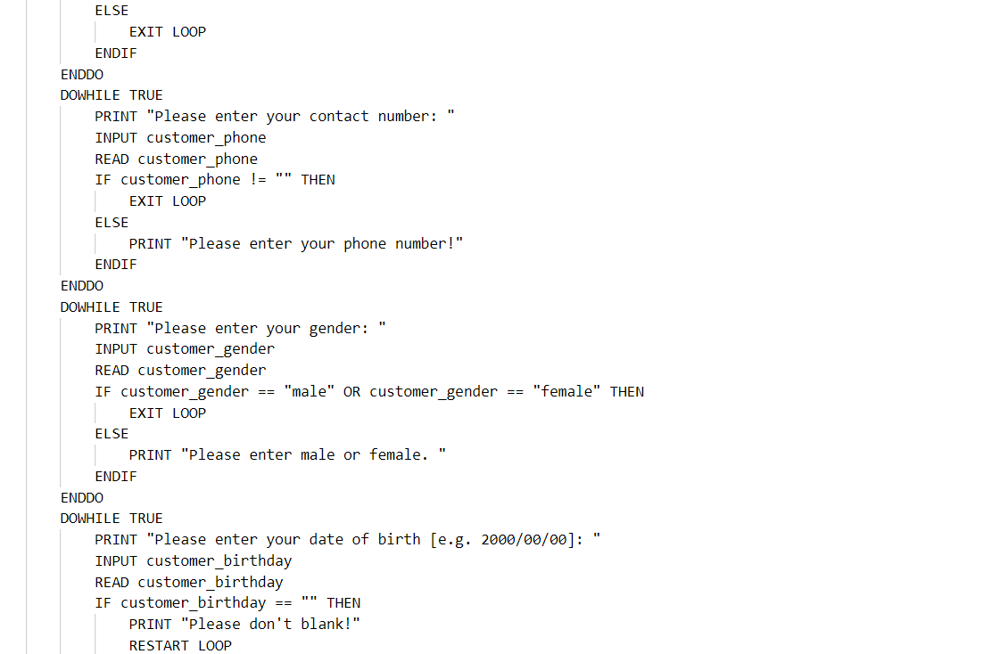 ELSE
EXIT LOOP
ENDIF
ENDDO
DOWHILE TRUE
PRINT "Please enter your contact number: "
INPUT customer_phone
READ customer_phone
IF customer_phone != "" THEN
EXIT LOOP
ELSE
PRINT "Please enter your phone number!"
ENDIF
ENDDO
DOWHILE TRUE
PRINT "Please enter your gender: "
INPUT customer_gender
READ customer_gender
IF customer_gender == "male" OR customer_gender == "female" THEN
EXIT LOOP
ELSE
PRINT "Please enter male or female. "
ENDIF
ENDDO
DOWHILE TRUE
PRINT "Please enter your date of birth [e.g. 2000/00/00]: "
INPUT customer_birthday
READ customer_birthday
IF customer_birthday == "" THEN
PRINT "Please don't blank!"
RESTART LOOP